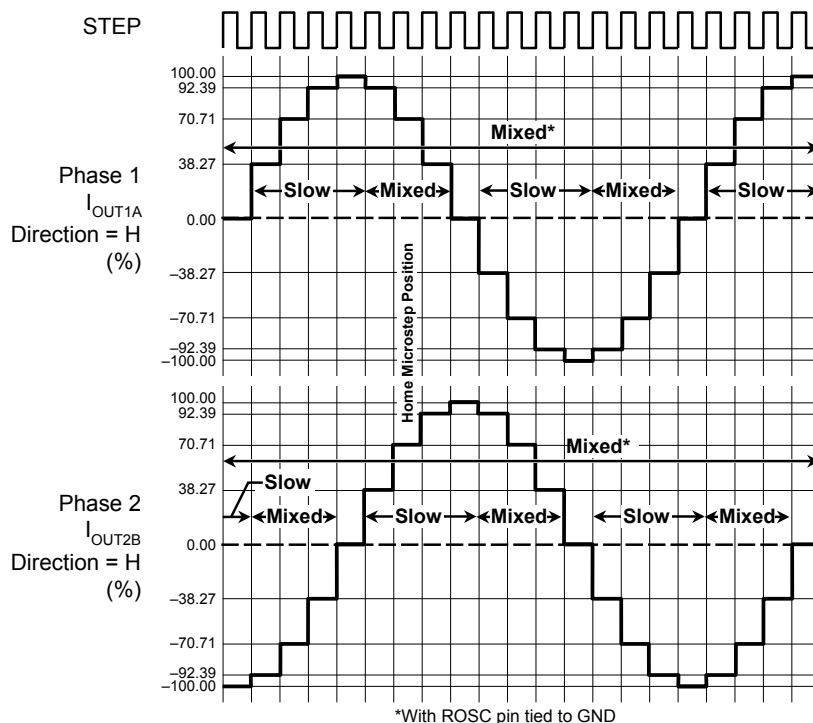 STEP
100.00
92.39
70.71
Mixed*
38.27
Slow Mixed Slow Mixed Slow
Phase 1
IOUT1A
Direction = H
(%)
0.00
–38.27
–70.71
–92.39
–100.00
Home Microstep Position
100.00
92.39
70.71
Mixed*
38.27
Slow
Mixed Slow Mixed Slow Mixed
Phase 2
IOUT2B
Direction = H
(%)
0.00
–38.27
–70.71
–92.39
–100.00
*With ROSC pin tied to GND